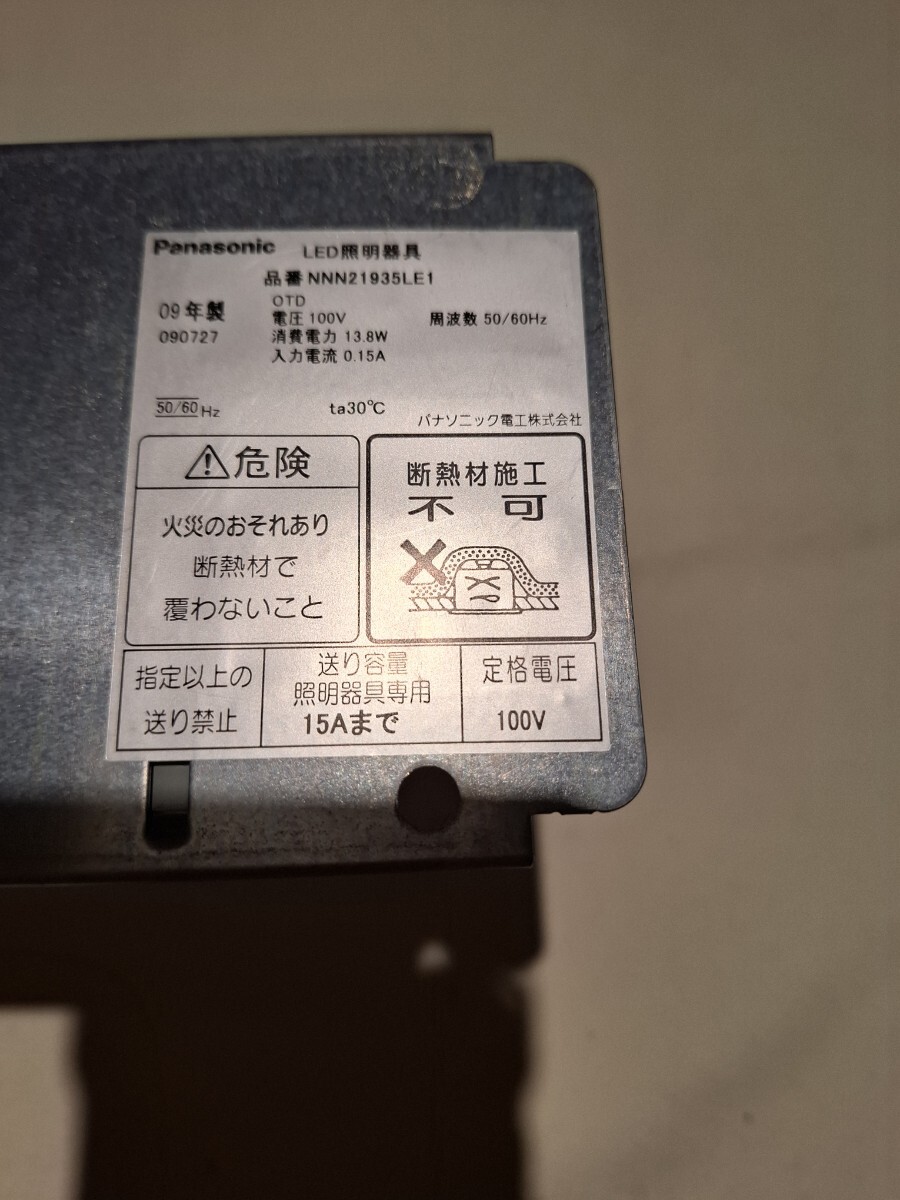 Panasonic LED照明器具
品番 NNN21935LE1
09年製
090727
OTD
電圧 100V
消費電力 13.8W
入力電流 0.15A
周波数 50/60Hz
50/60 Hz
ta30℃
パナソニック電工株式会社
⚠危険
火災のおそれあり
断熱材で
覆わないこと
断熱材施工
不可
指定以上の
送り禁止
送り容量
照明器具専用
15Aまで
定格電圧
100V